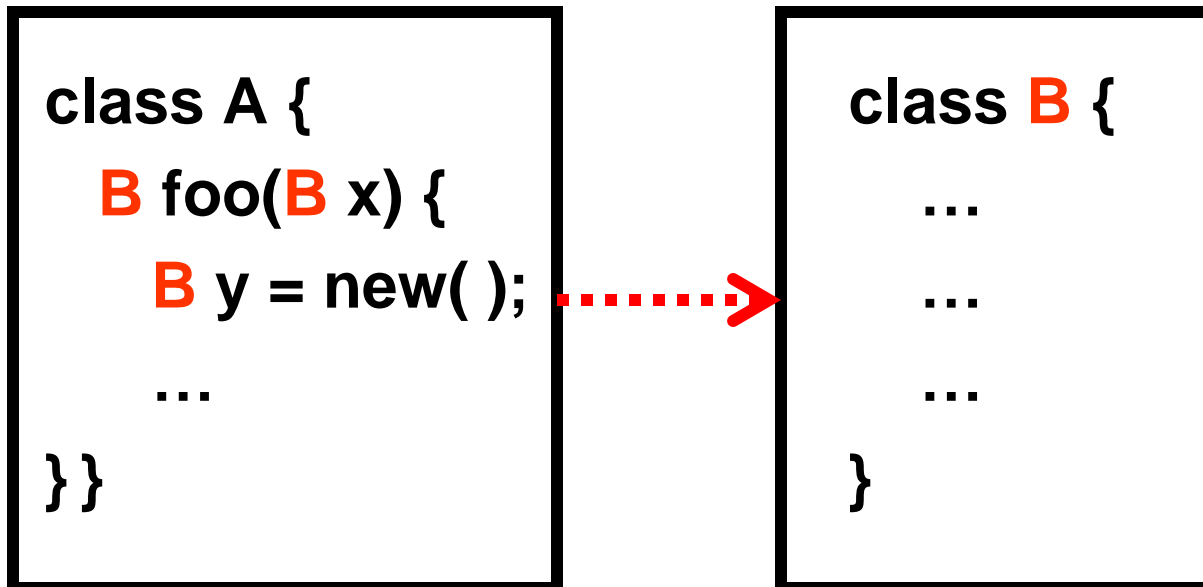 class A {
B foo(B x) {
B y = new( );
…
} }
class B {
…
…
…
}